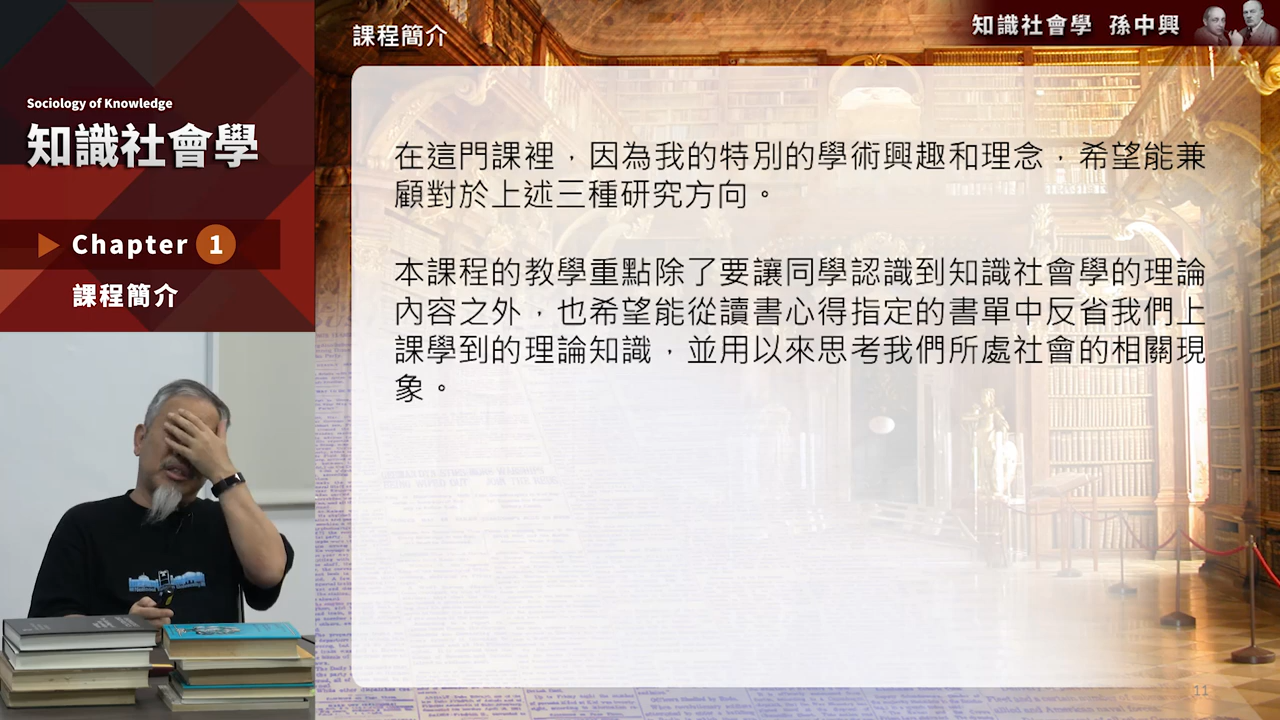 Sociology of Knowledge
知識社會學
Chapter 1
課程簡介
課程簡介
知識社會學 孫中興
在這門課裡，因為我的特別的學術興趣和理念，希望能兼
顧對於上述三種研究方向。
本課程的教學重點除了要讓同學認識到知識社會學的理論
內容之外，也希望能從讀書心得指定的書單中反省我們上
課學到的理論知識，並用以來思考我們所處社會的相關現
象。
11